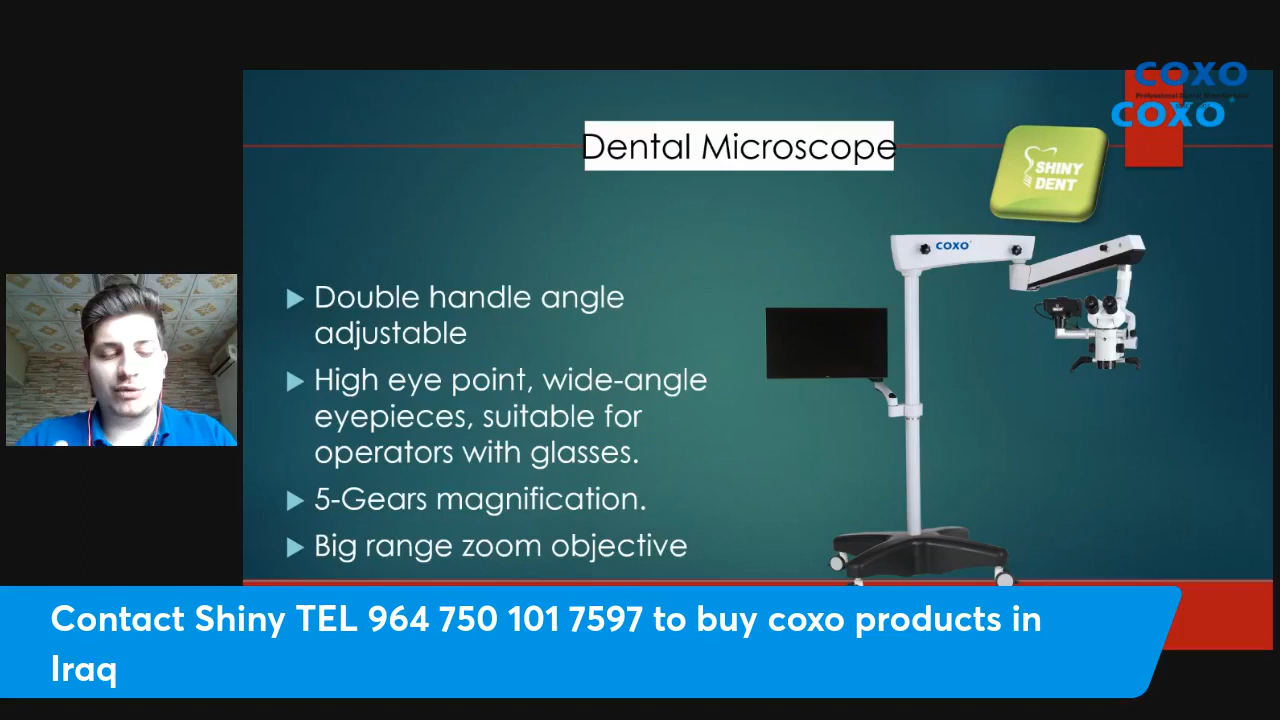 COXO
COXO
Dental Microscope
SHINY
DENT
COXO
Double handle angle
adjustable
High eye point, wide-angle
eyepieces, suitable for
operators with glasses.
5-Gears magnification.
Big range zoom objective
Contact Shiny TEL 964 750 101 7597 to buy coxo products in
Iraq